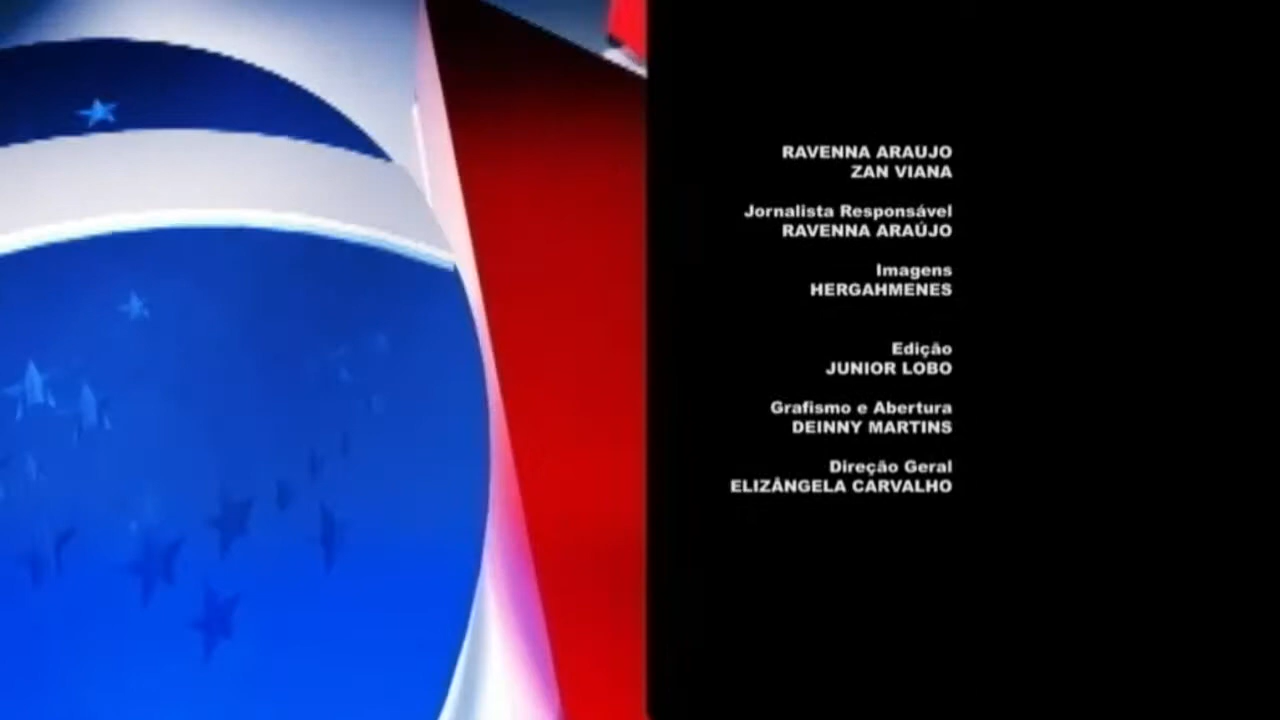 RAVENNA ARAUJO
ZAN VIANA
Jornalista Responsável
RAVENNA ARAÚJO
Imagens
HERGAHMENES
Edição
JUNIOR LOBO
Grafismo e Abertura
DEINNY MARTINS
Direção Geral
ELIZÂNGELA CARVALHO